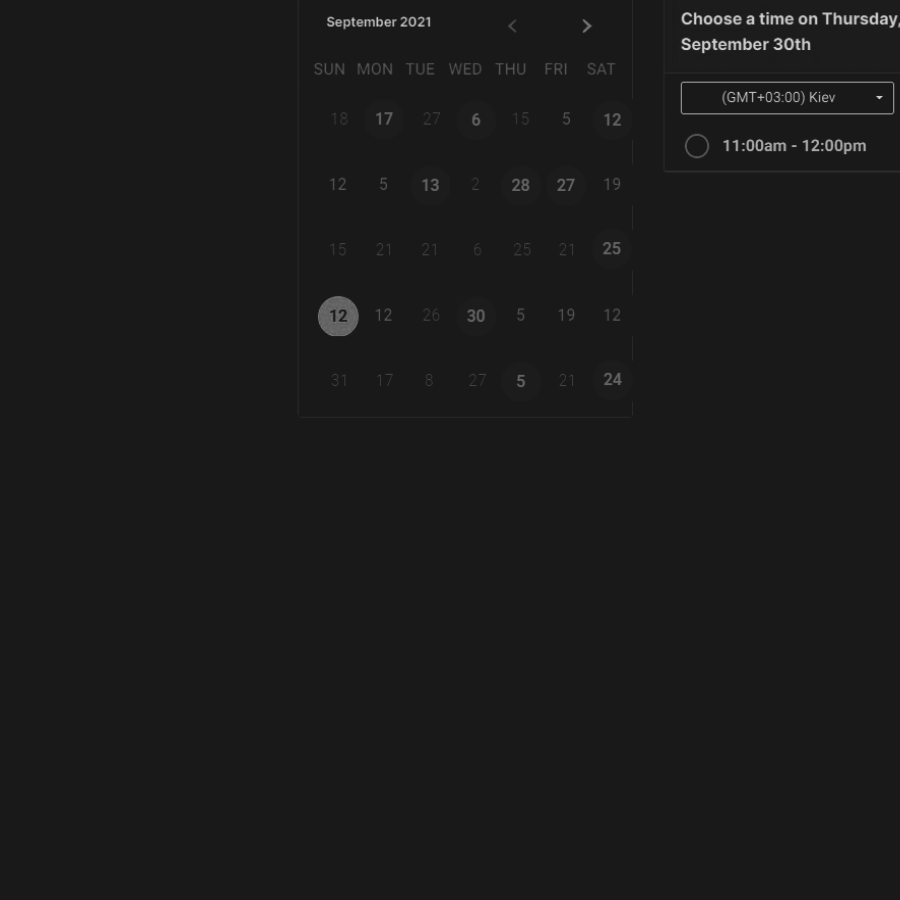 September 2021
SUN MON TUE WED THU FRI SAT
18 17 27 6 15 5 12
12 5 13 2 28 27 19
15 21 21 6 25 21 25
12 12 26 30 5 19 12
31 17 8 27 5 21 24
Choose a time on Thursday,
September 30th
(GMT+03:00) Kiev
11:00am - 12:00pm